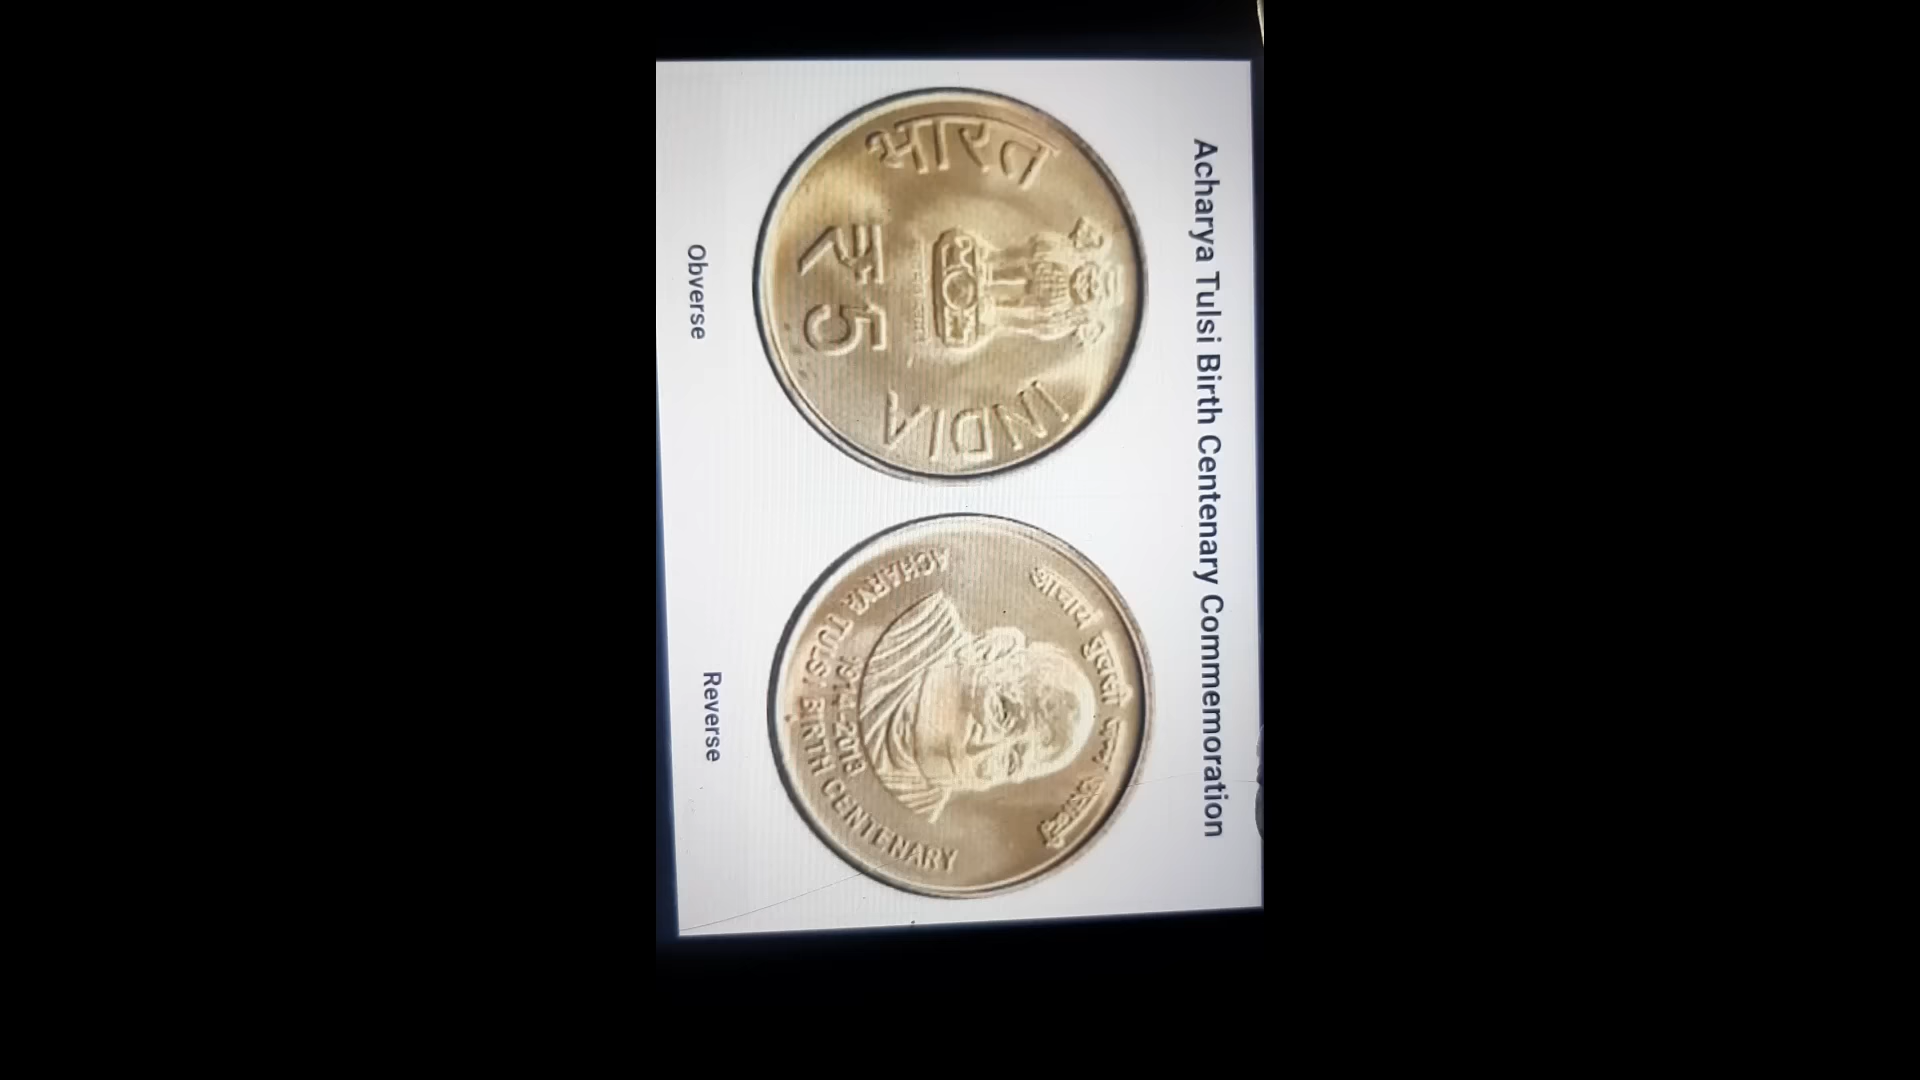 Acharya Tulsi Birth Centenary Commemoration
भारत
INDIA
₹ 5
आचार्य तुलसी जन्म शताब्दी
1914-2013
ACHARYA TULSI BIRTH CENTENARY
Obverse
Reverse